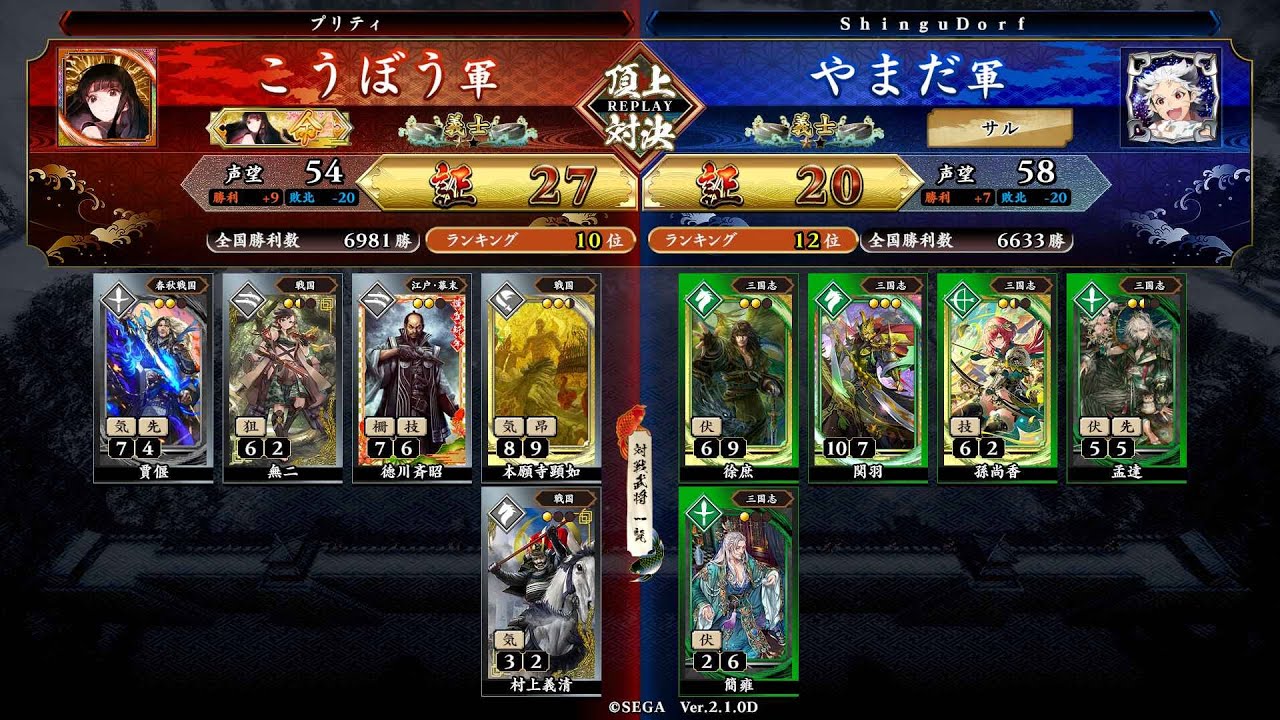 プリティ
ShinguDorf
こうぼう軍
頂上
REPLAY
対決
やまだ軍
命
義士
義士
サル
声望 54
勝利 +9 敗北 -20
証 27
証 20
声望 58
勝利 +7 敗北 -20
全国勝利数 6981勝
ランキング 10位
ランキング 12位
全国勝利数 6633勝
春秋戦国
戦国
江戸・幕末
戦国
三国志
三国志
三国志
三国志
気 先
狙
柵 技
気 昂
伏
技
伏 先
7 4
6 2
7 6
8 9
6 9
10 7
6 2
5 5
賈偃
無二
徳川斉昭
本願寺顕如
徐庶
関羽
孫尚香
孟達
対戦武将一覧
戦国
三国志
気
伏
3 2
2 6
村上義清
簡雍
©SEGA Ver.2.1.0D